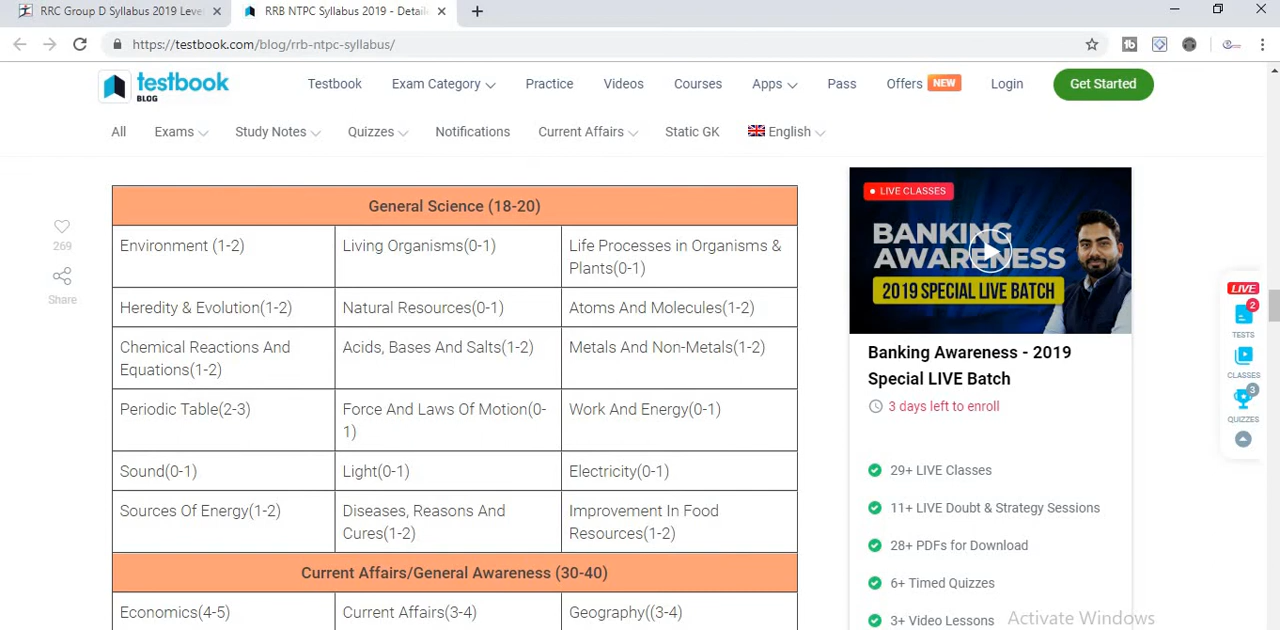 RRC Group D Syllabus 2019 Leve
RRB NTPC Syllabus 2019 - Detaile
https://testbook.com/blog/rrb-ntpc-syllabus/
testbook
BLOG
Testbook
Exam Category
Practice
Videos
Courses
Apps
Pass
Offers NEW
Login
Get Started
All
Exams
Study Notes
Quizzes
Notifications
Current Affairs
Static GK
English
269
Share
General Science (18-20)
Environment (1-2)
Living Organisms(0-1)
Life Processes in Organisms &
Plants(0-1)
Heredity & Evolution(1-2)
Natural Resources(0-1)
Atoms And Molecules(1-2)
Chemical Reactions And
Equations(1-2)
Acids, Bases And Salts(1-2)
Metals And Non-Metals(1-2)
Periodic Table(2-3)
Force And Laws Of Motion(0-
1)
Work And Energy(0-1)
Sound(0-1)
Light(0-1)
Electricity(0-1)
Sources Of Energy(1-2)
Diseases, Reasons And
Cures(1-2)
Improvement In Food
Resources(1-2)
Current Affairs/General Awareness (30-40)
Economics(4-5)
Current Affairs(3-4)
Geography((3-4)
LIVE CLASSES
BANKING
AWARENESS
2019 SPECIAL LIVE BATCH
Banking Awareness - 2019
Special LIVE Batch
3 days left to enroll
29+ LIVE Classes
11+ LIVE Doubt & Strategy Sessions
28+ PDFs for Download
6+ Timed Quizzes
3+ Video Lessons
LIVE
2
TESTS
CLASSES
3
QUIZZES
Activate Windows